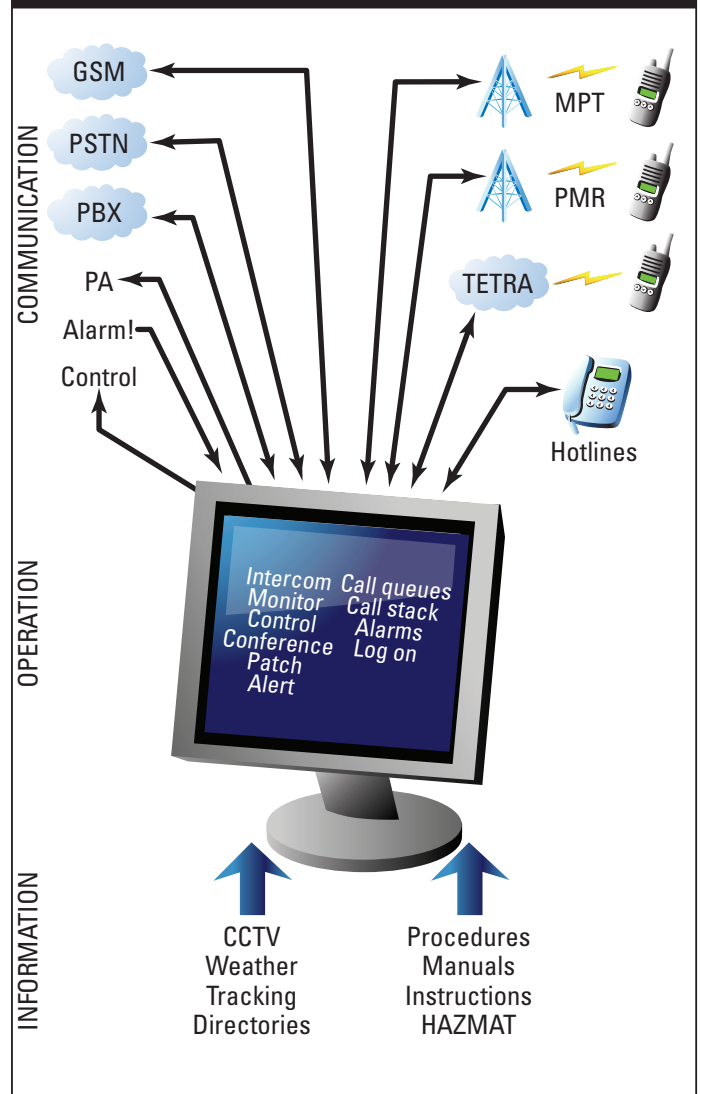 COMMUNICATION
GSM
PSTN
PBX
PA
Alarm!
Control
MPT
PMR
TETRA
Hotlines
OPERATION
Intercom
Monitor
Control
Conference
Patch
Alert
Call queues
Call stack
Alarms
Log on
INFORMATION
CCTV
Weather
Tracking
Directories
Procedures
Manuals
Instructions
HAZMAT